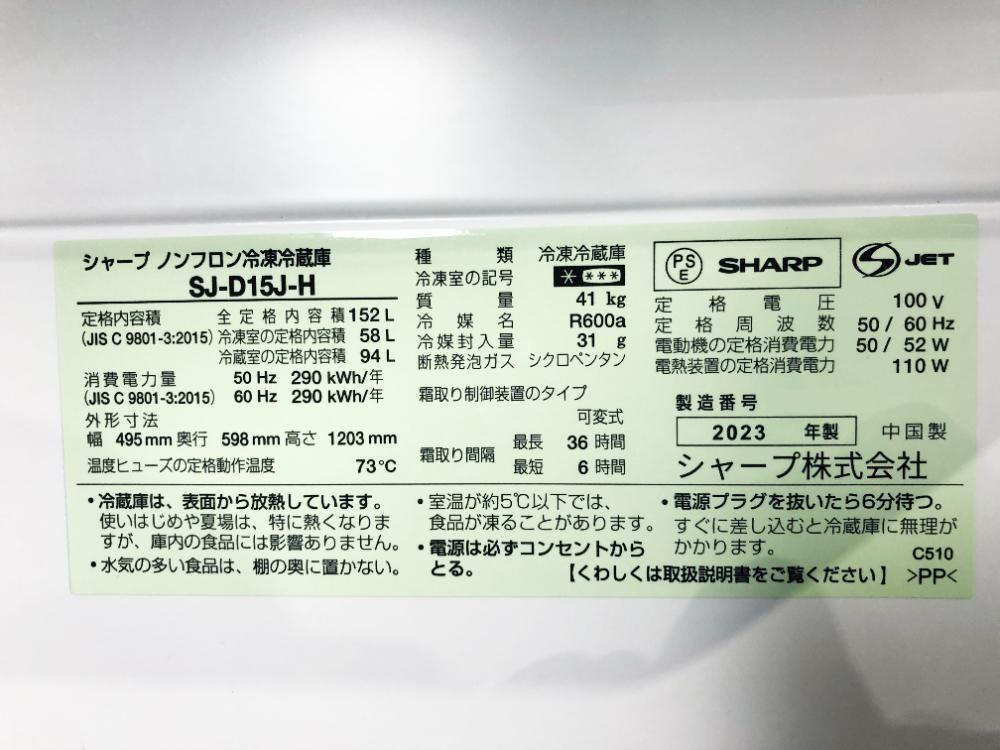 シャープ ノンフロン冷凍冷蔵庫
SJ-D15J-H
定格内容積 全定格内容積 152 L
(JIS C 9801-3:2015) 冷凍室の定格内容積 58 L
冷蔵室の定格内容積 94 L
消費電力量 50 Hz 290 kWh/年
(JIS C 9801-3:2015) 60 Hz 290 kWh/年
外形寸法
幅 495 mm 奥行 598 mm 高さ 1203 mm
温度ヒューズの定格動作温度 73℃
種類 冷凍冷蔵庫
冷凍室の記号 * ***
質量 41 kg
冷媒名 R600a
冷媒封入量 31 g
断熱発泡ガス シクロペンタン
霜取り制御装置のタイプ
可変式
霜取り間隔 最長 36 時間
最短 6 時間
PS E SHARP S JET
定格電圧 100 V
定格周波数 50 / 60 Hz
電動機の定格消費電力 50 / 52 W
電熱装置の定格消費電力 110 W
製造番号
2023 年製 中国製
シャープ株式会社
・冷蔵庫は、表面から放熱しています。
使いはじめや夏場は、特に熱くなりま
すが、庫内の食品には影響ありません。
・水気の多い食品は、棚の奥に置かない。
・室温が約5℃以下では、
食品が凍ることがあります。
・電源は必ずコンセントから
とる。
・電源プラグを抜いたら6分待つ。
すぐに差し込むと冷蔵庫に無理が
かかります。
C510
【くわしくは取扱説明書をご覧ください】 >PP<